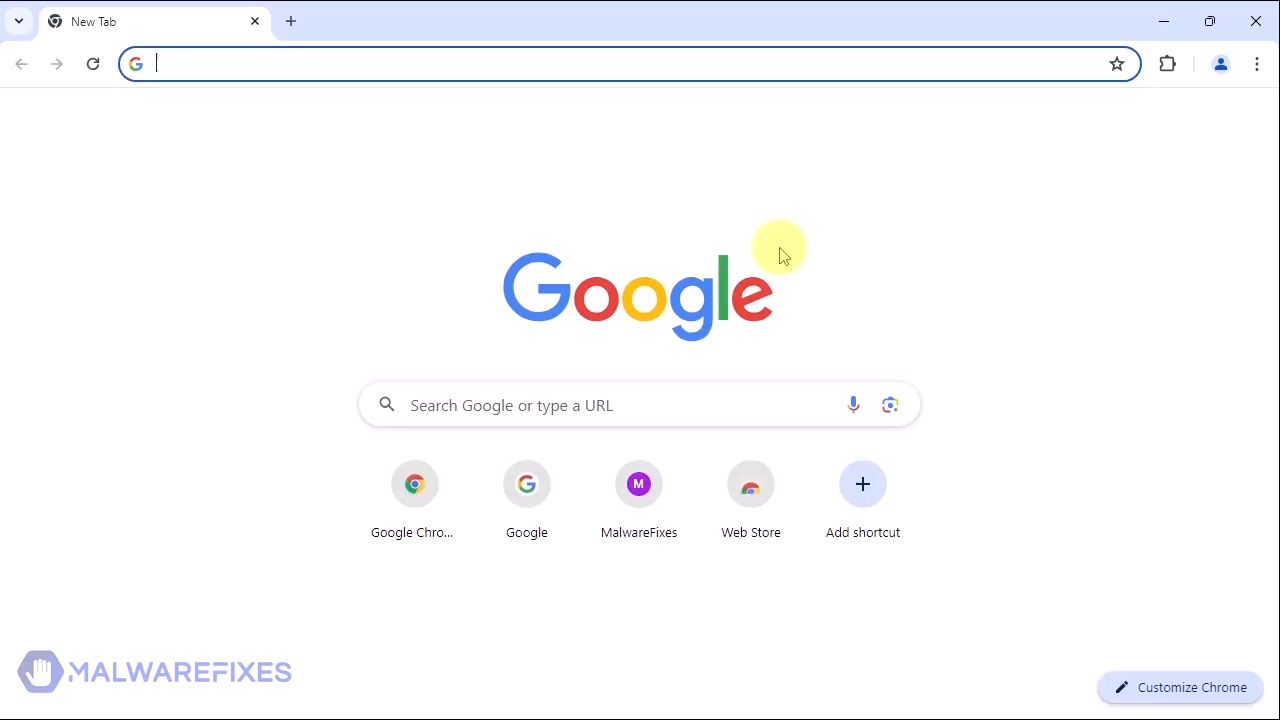 New Tab
Google
Search Google or type a URL
M
Google Chro...
Google
MalwareFixes
Web Store
Add shortcut
MALWAREFIXES
Customize Chrome